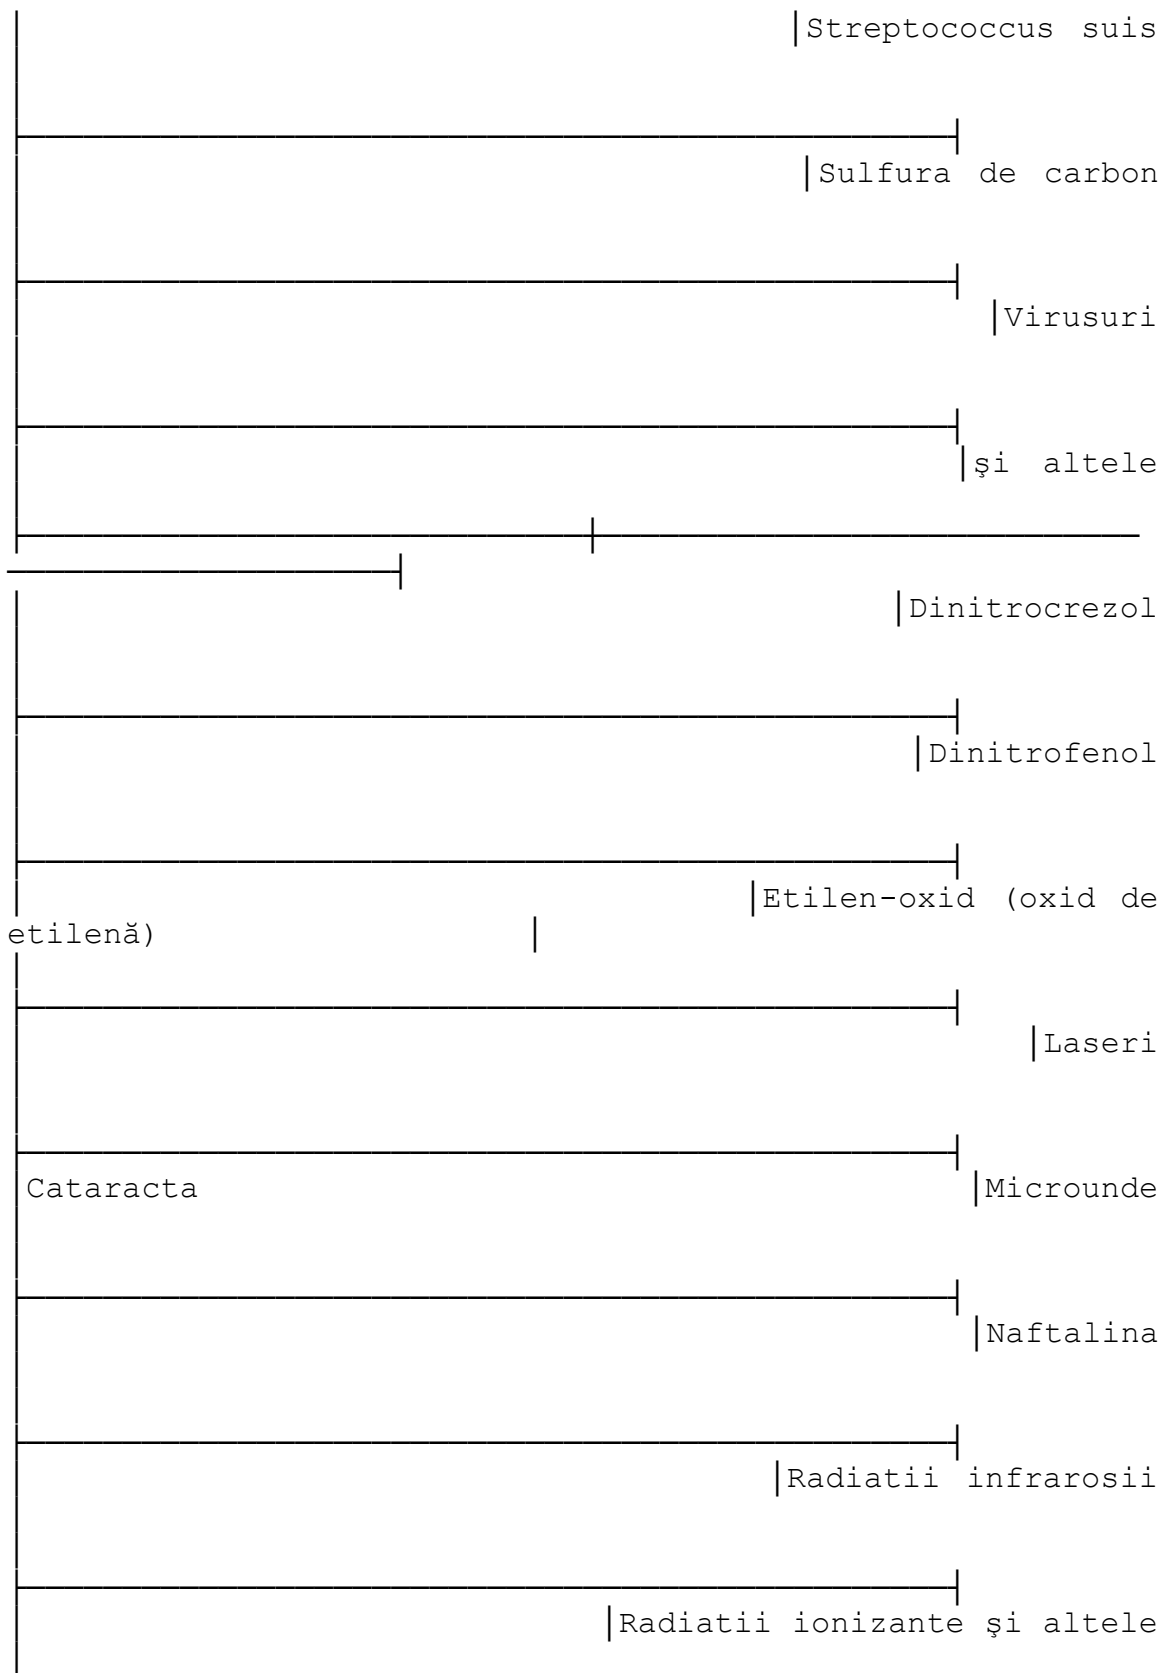 Streptococcus suis
Sulfura de carbon
Virusuri
şi altele
Dinitrocrezol
Dinitrofenol
Etilen-oxid (oxid de
etilenă)
Laseri
Cataracta Microunde
Naftalina
Radiatii infrarosii
Radiatii ionizante şi altele